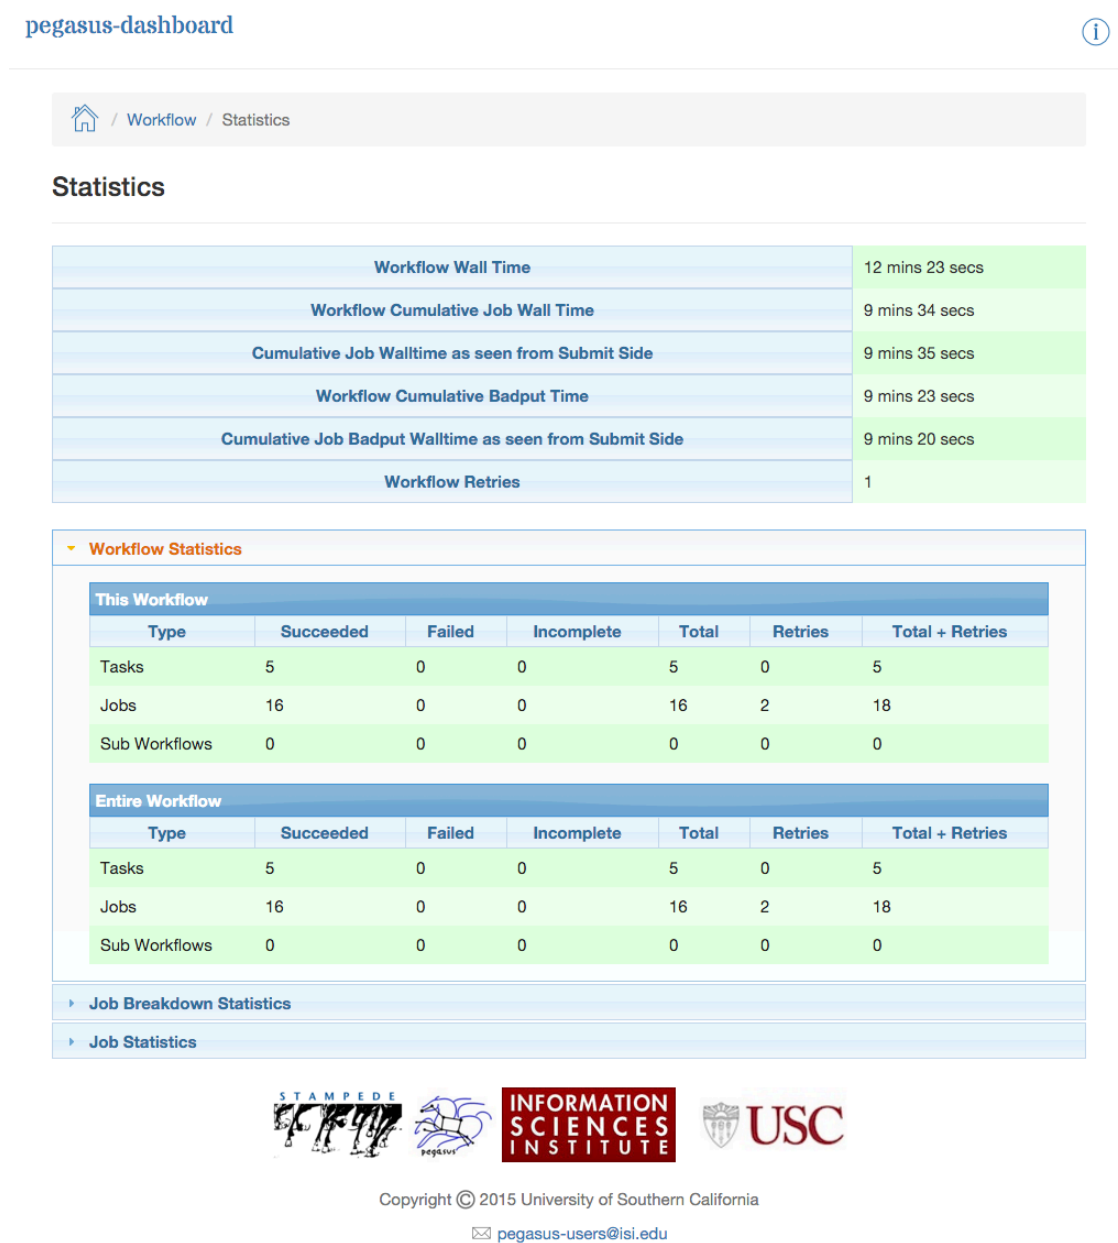 pegasus-dashboard
i
/ Workflow / Statistics
Statistics
Workflow Wall Time 12 mins 23 secs
Workflow Cumulative Job Wall Time 9 mins 34 secs
Cumulative Job Walltime as seen from Submit Side 9 mins 35 secs
Workflow Cumulative Badput Time 9 mins 23 secs
Cumulative Job Badput Walltime as seen from Submit Side 9 mins 20 secs
Workflow Retries 1
Workflow Statistics
This Workflow
Type Succeeded Failed Incomplete Total Retries Total + Retries
Tasks 5 0 0 5 0 5
Jobs 16 0 0 16 2 18
Sub Workflows 0 0 0 0 0 0
Entire Workflow
Type Succeeded Failed Incomplete Total Retries Total + Retries
Tasks 5 0 0 5 0 5
Jobs 16 0 0 16 2 18
Sub Workflows 0 0 0 0 0 0
Job Breakdown Statistics
Job Statistics
STAMPEDE
pegasus
INFORMATION
SCIENCES
INSTITUTE
USC
Copyright © 2015 University of Southern California
pegasus-users@isi.edu